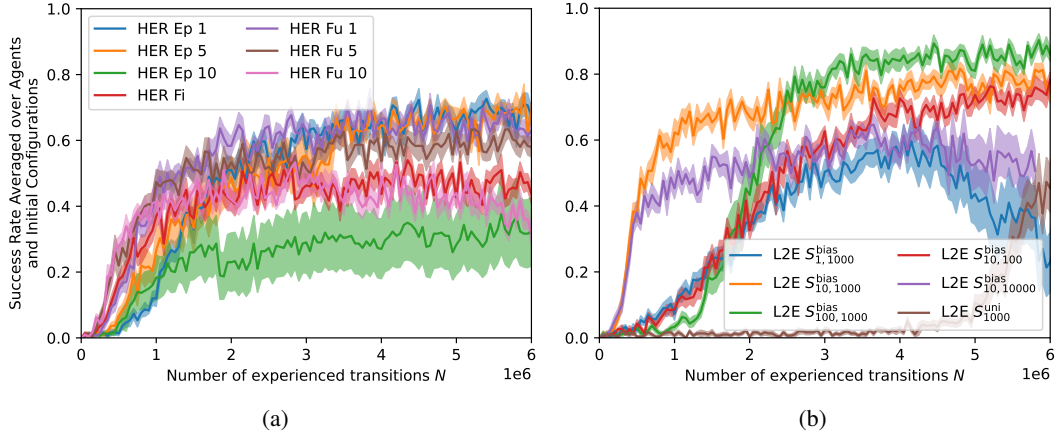 Success Rate Averaged over Agents
and Initial Configurations
1.0
0.8
0.6
0.4
0.2
0.0
HER Ep 1
HER Ep 5
HER Ep 10
HER Fi
HER Fu 1
HER Fu 5
HER Fu 10
0 1 2 3 4 5 6
1e6
Number of experienced transitions N
(a)
1.0
0.8
0.6
0.4
0.2
0.0
L2E S^bias_1,1000
L2E S^bias_10,1000
L2E S^bias_100,1000
L2E S^bias_10,100
L2E S^bias_10,10000
L2E S^uni_1000
0 1 2 3 4 5 6
1e6
Number of experienced transitions N
(b)